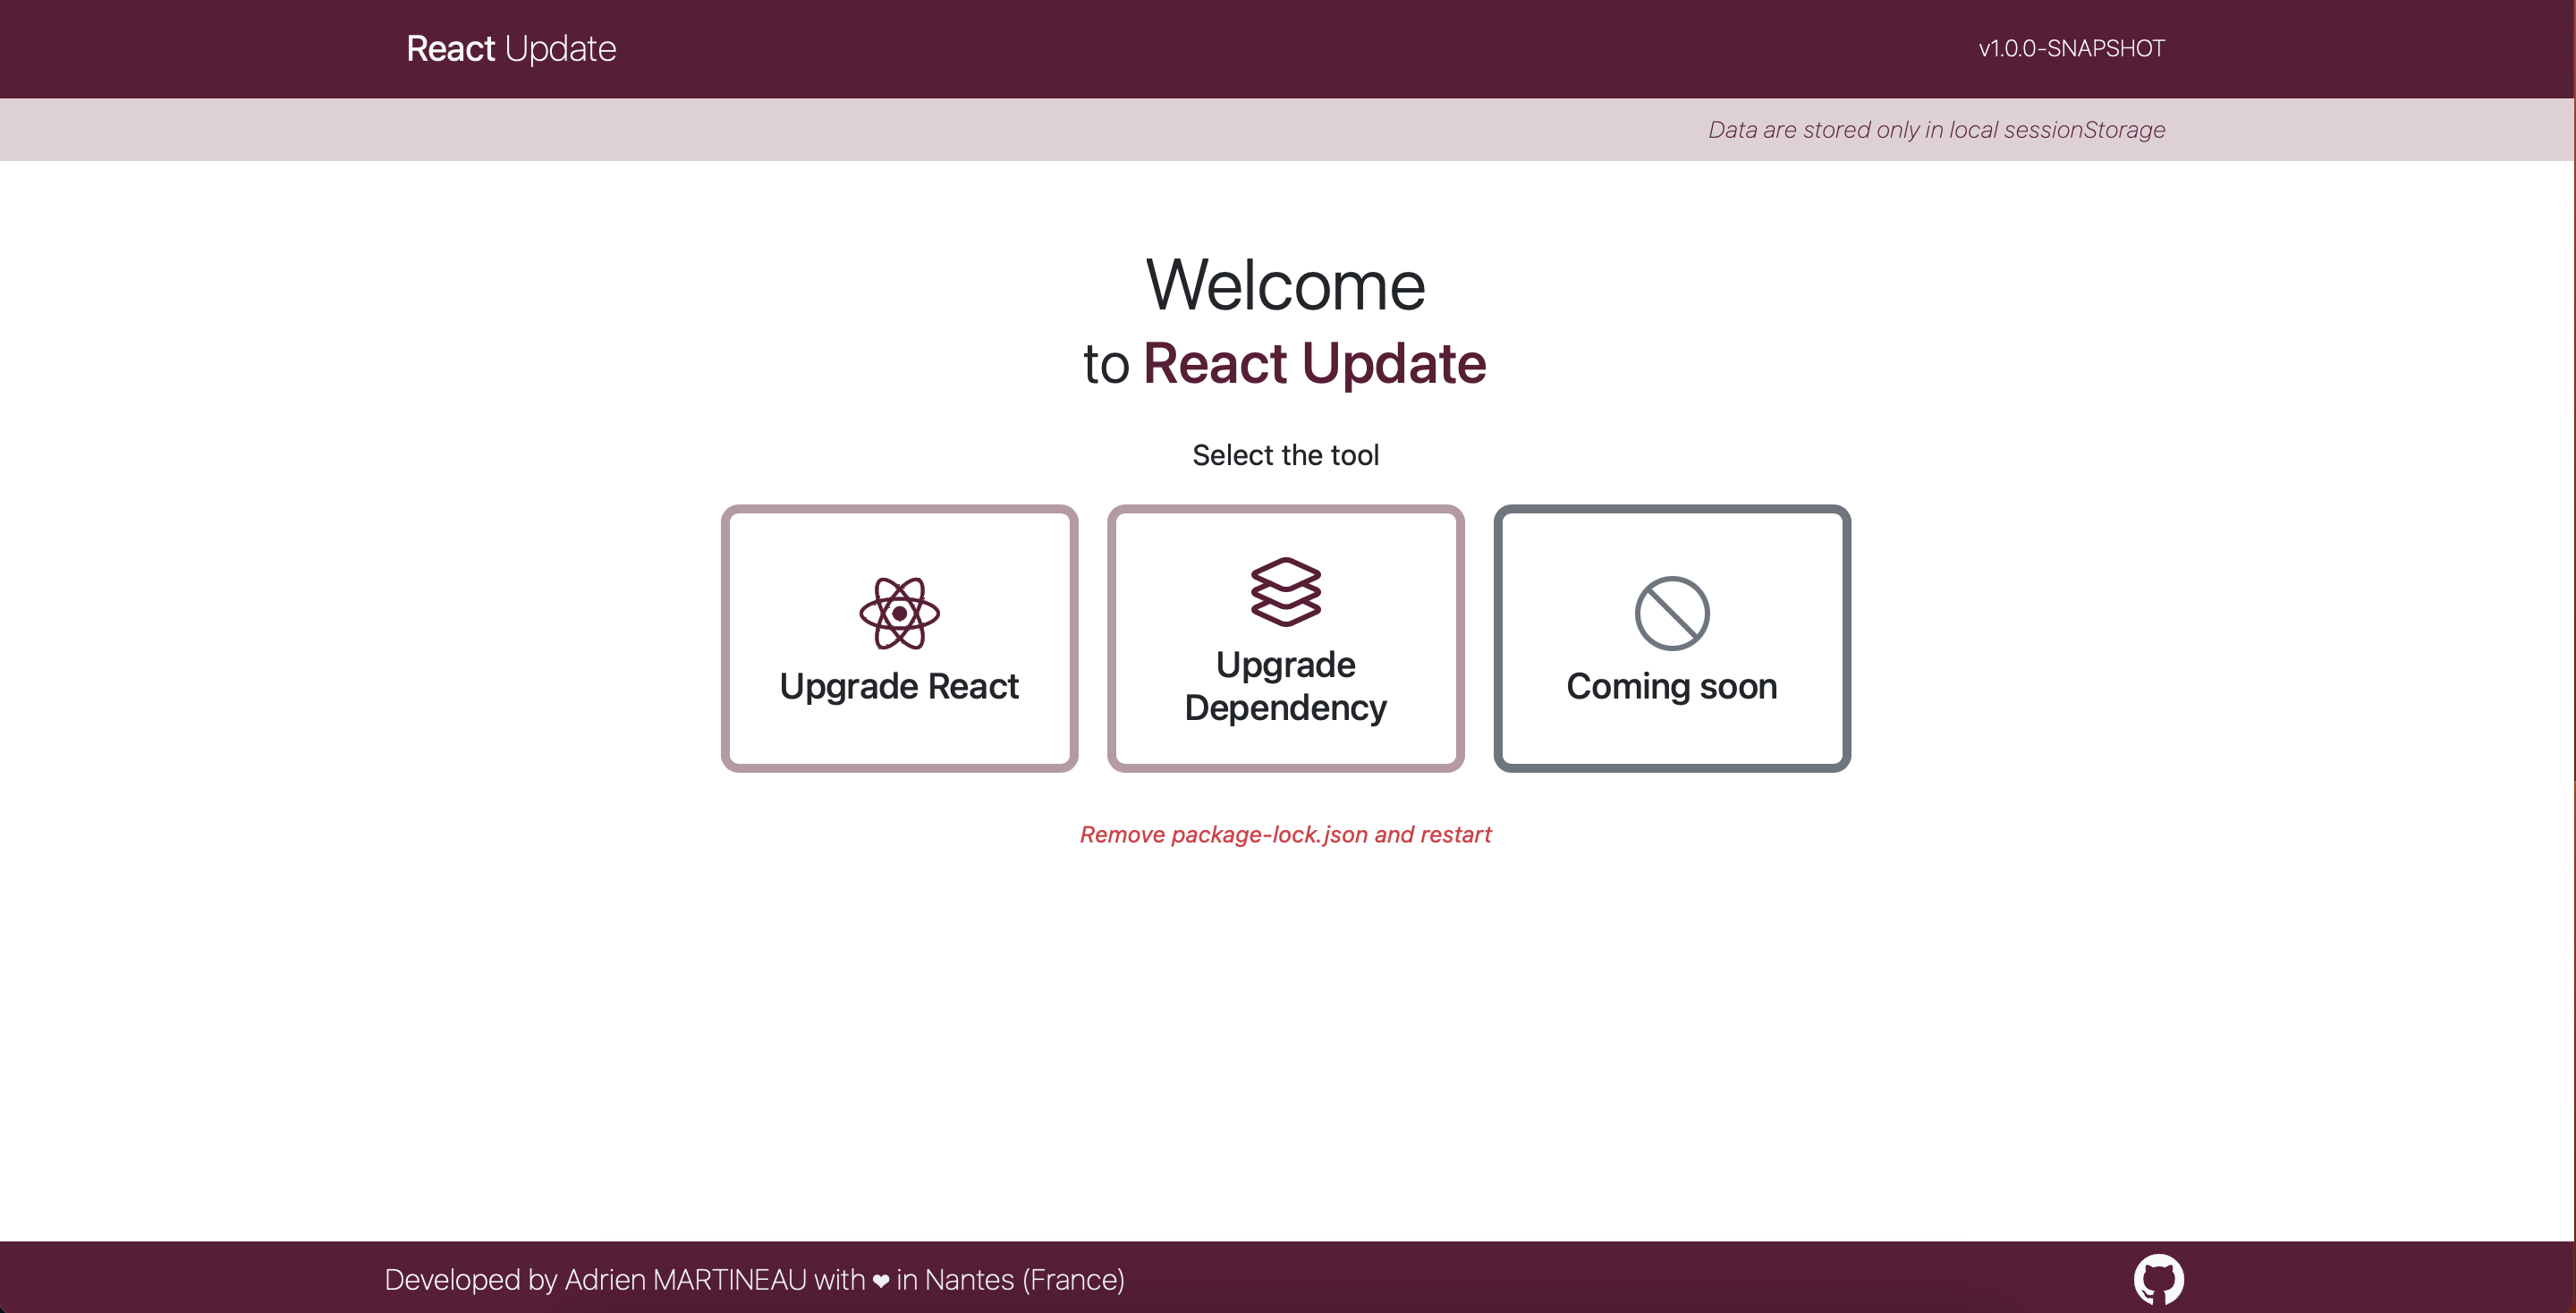 React Update
v1.0.0-SNAPSHOT
Data are stored only in local sessionStorage
Welcome
to React Update
Select the tool
Upgrade React
Upgrade
Dependency
Coming soon
Remove package-lock.json and restart
Developed by Adrien MARTINEAU with ❤ in Nantes (France)